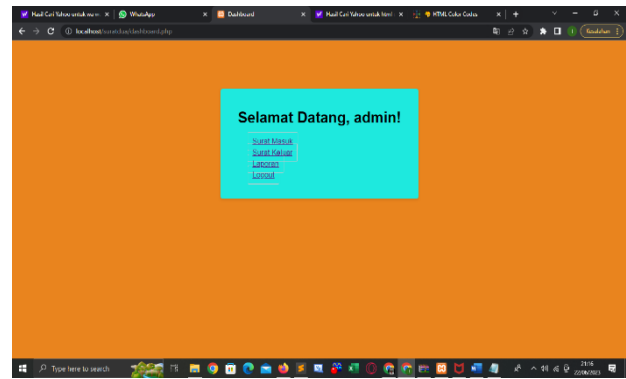 Hasil Cari Yahoo untuk
WhatsApp
Dashboard
Hasil Cari Yahoo untuk html
HTML Color Codes
localhost/suratdua/dashboard.php
Selamat Datang, admin!
Surat Masuk
Surat Keluar
Laporan
Logout
Type here to search
21:16
22/06/2023